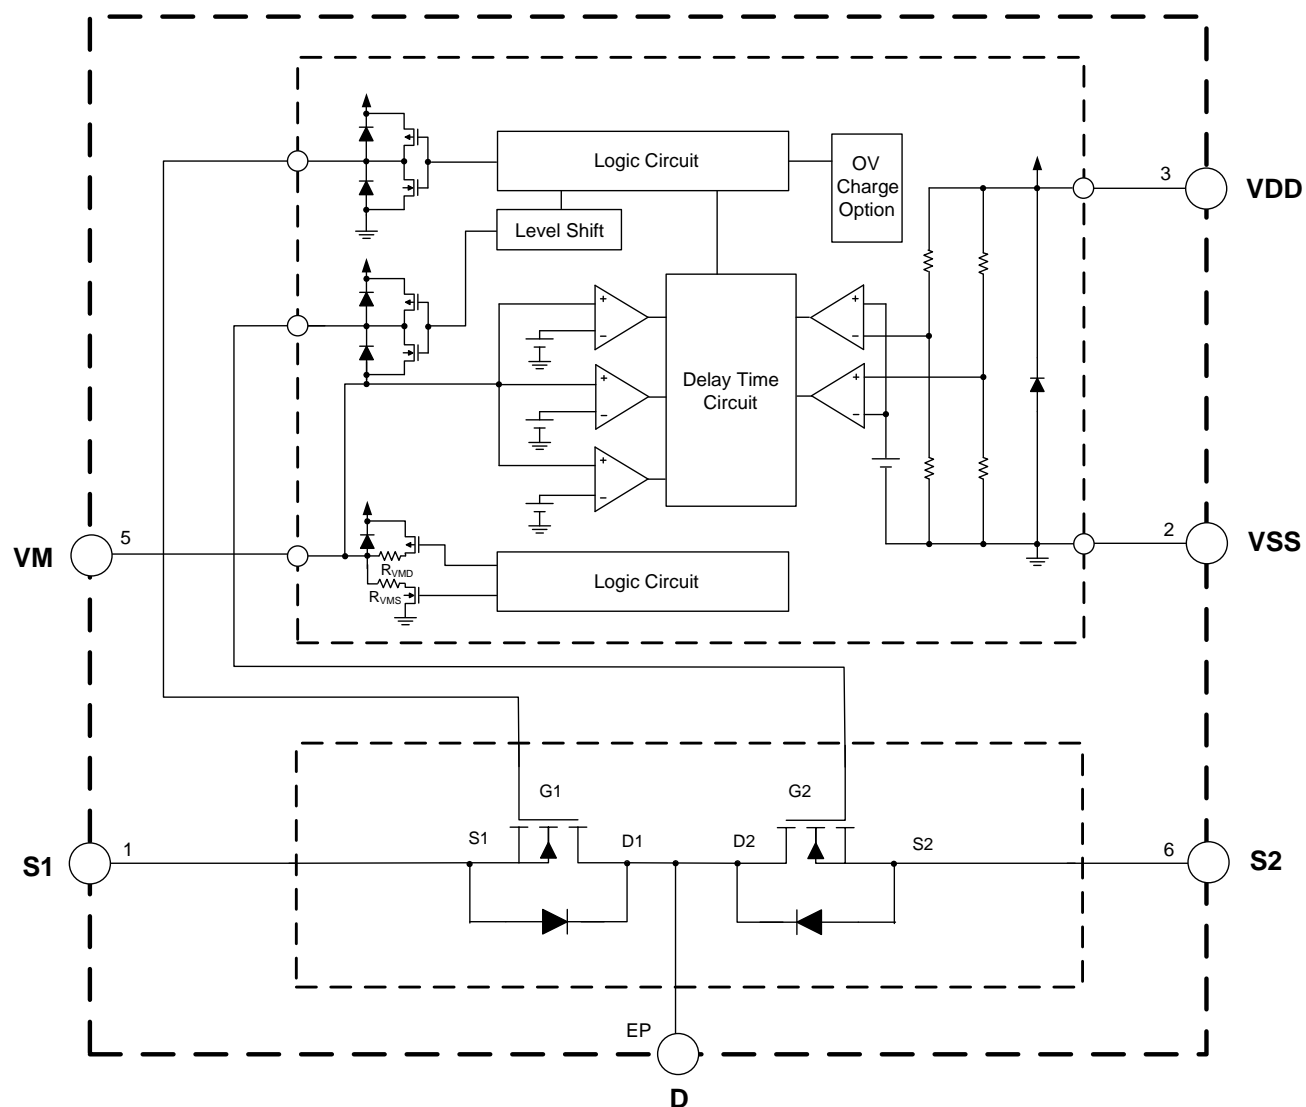 Logic Circuit
OV
Charge
Option
3
VDD
Level Shift
+
−
+
−
Delay Time
Circuit
+
−
+
−
+
−
5
VM
2
VSS
RVMD
RVMS
Logic Circuit
G1
G2
S1
D1
D2
S2
1
S1
6
S2
EP
D